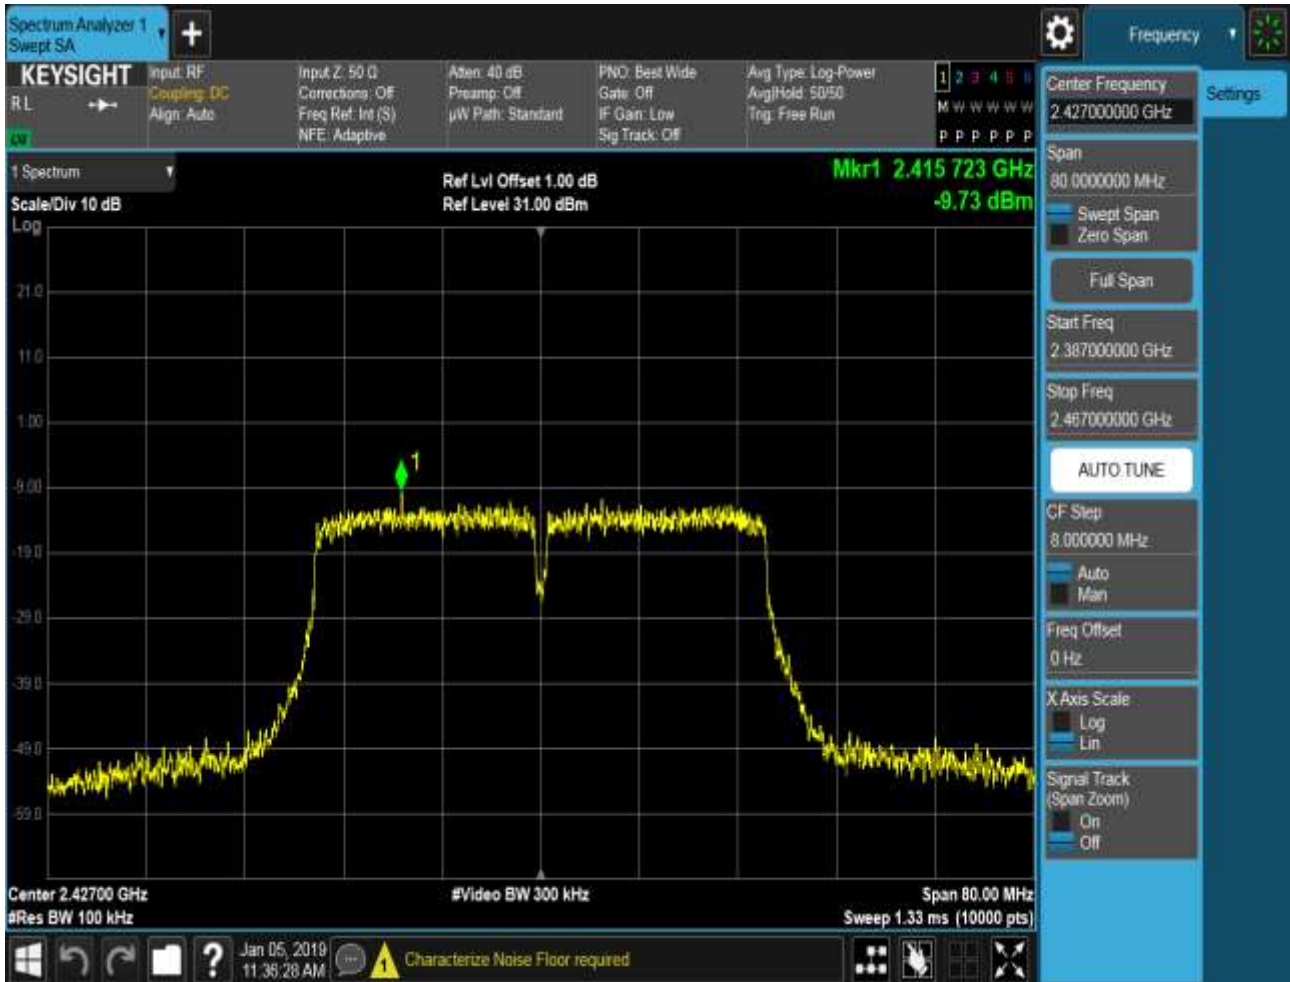 Spectrum Analyzer 1
Swept SA
Frequency
KEYSIGHT
RL
Input: RF
Coupling: DC
Align: Auto
Input Z: 50 Ω
Corrections: Off
Freq Ref: Int (S)
NFE: Adaptive
Atten: 40 dB
Preamp: Off
µW Path: Standard
PNO: Best Wide
Gate: Off
IF Gain: Low
Sig Track: Off
Avg Type: Log-Power
Avg|Hold: 50/50
Trig: Free Run
1 2 3 4 5 6
M W W W W W
P P P P P P
Center Frequency
2.427000000 GHz
Settings
1 Spectrum
Scale/Div 10 dB
Log
Ref Lvl Offset 1.00 dB
Ref Level 31.00 dBm
Mkr1 2.415 723 GHz
-9.73 dBm
Span
80.0000000 MHz
Swept Span
Zero Span
Full Span
Start Freq
2.387000000 GHz
Stop Freq
2.467000000 GHz
AUTO TUNE
CF Step
8.000000 MHz
Auto
Man
Freq Offset
0 Hz
X Axis Scale
Log
Lin
Signal Track
(Span Zoom)
On
Off
21.0
11.0
1.00
-9.00
-19.0
-29.0
-39.0
-49.0
-59.0
1
Center 2.42700 GHz
#Res BW 100 kHz
#Video BW 300 kHz
Span 80.00 MHz
Sweep 1.33 ms (10000 pts)
?
Jan 05, 2019
11:36:28 AM
1
Characterize Noise Floor required